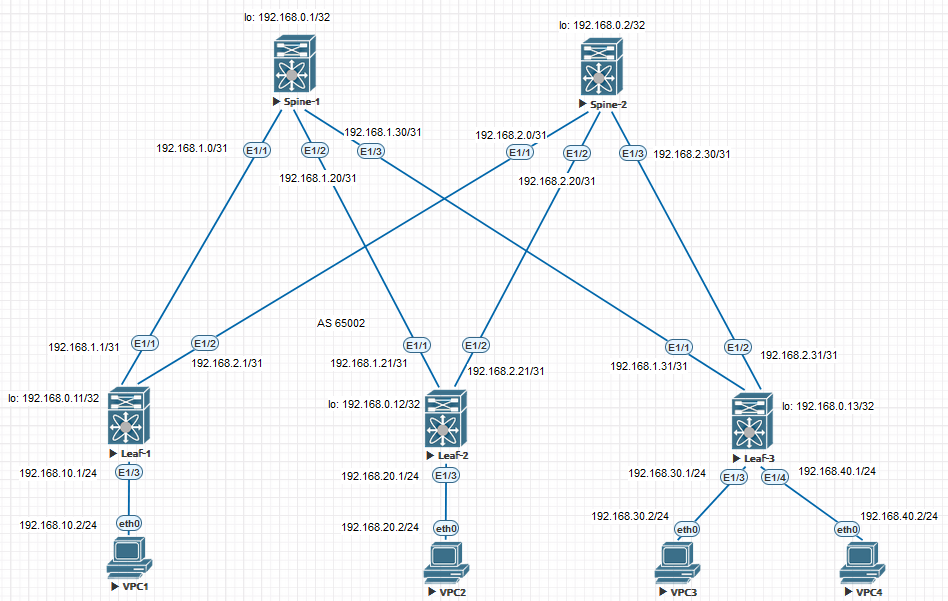 lo: 192.168.0.1/32
lo: 192.168.0.2/32
Spine-1
Spine-2
192.168.1.30/31
192.168.2.0/31
192.168.1.0/31
E1/1
E1/2
E1/3
E1/1
E1/2
E1/3
192.168.2.30/31
192.168.1.20/31
192.168.2.20/31
AS 65002
192.168.1.1/31
E1/1
E1/2
192.168.2.1/31
E1/1
E1/2
192.168.1.21/31
192.168.2.21/31
E1/1
E1/2
192.168.1.31/31
192.168.2.31/31
lo: 192.168.0.11/32
lo: 192.168.0.12/32
lo: 192.168.0.13/32
Leaf-1
Leaf-2
Leaf-3
192.168.10.1/24
E1/3
192.168.20.1/24
E1/3
192.168.30.1/24
E1/3
E1/4
192.168.40.1/24
192.168.10.2/24
eth0
192.168.20.2/24
eth0
192.168.30.2/24
eth0
192.168.40.2/24
eth0
VPC1
VPC2
VPC3
VPC4